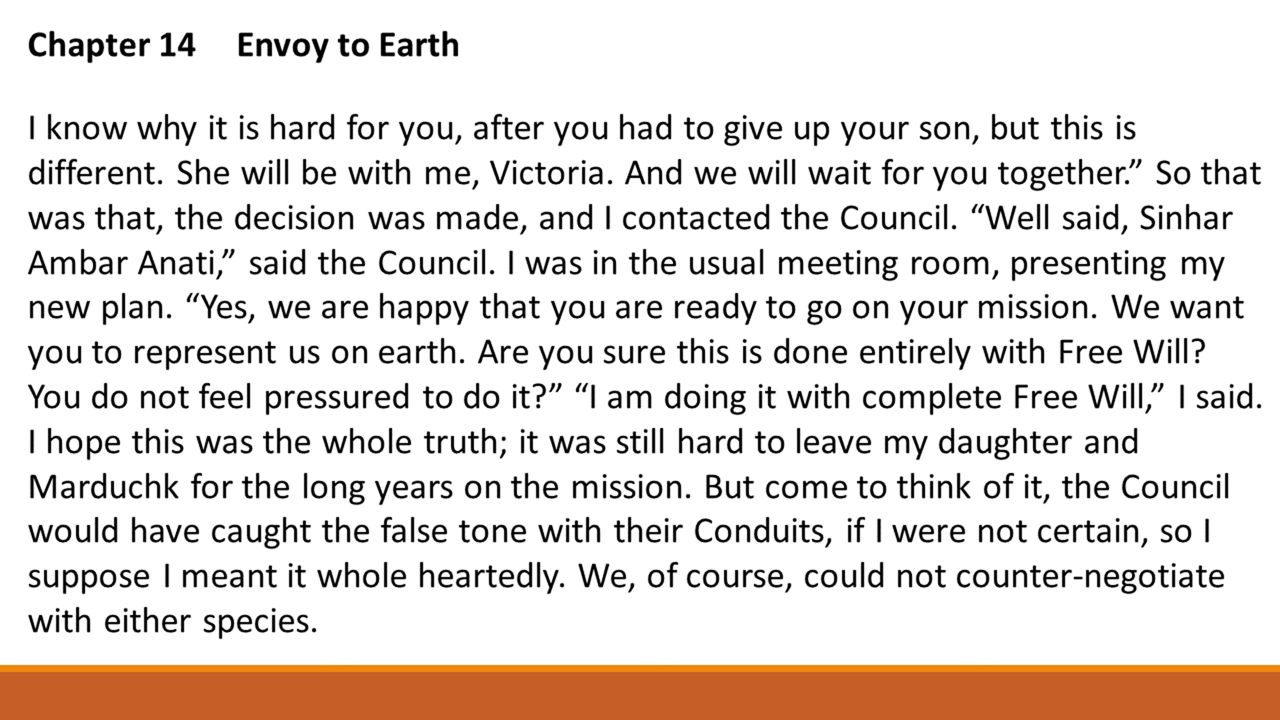 Chapter 14 Envoy to Earth
I know why it is hard for you, after you had to give up your son, but this is
different. She will be with me, Victoria. And we will wait for you together.” So that
was that, the decision was made, and I contacted the Council. “Well said, Sinhar
Ambar Anati,” said the Council. I was in the usual meeting room, presenting my
new plan. “Yes, we are happy that you are ready to go on your mission. We want
you to represent us on earth. Are you sure this is done entirely with Free Will?
You do not feel pressured to do it?” “I am doing it with complete Free Will,” I said.
I hope this was the whole truth; it was still hard to leave my daughter and
Marduchk for the long years on the mission. But come to think of it, the Council
would have caught the false tone with their Conduits, if I were not certain, so I
suppose I meant it whole heartedly. We, of course, could not counter-negotiate
with either species.